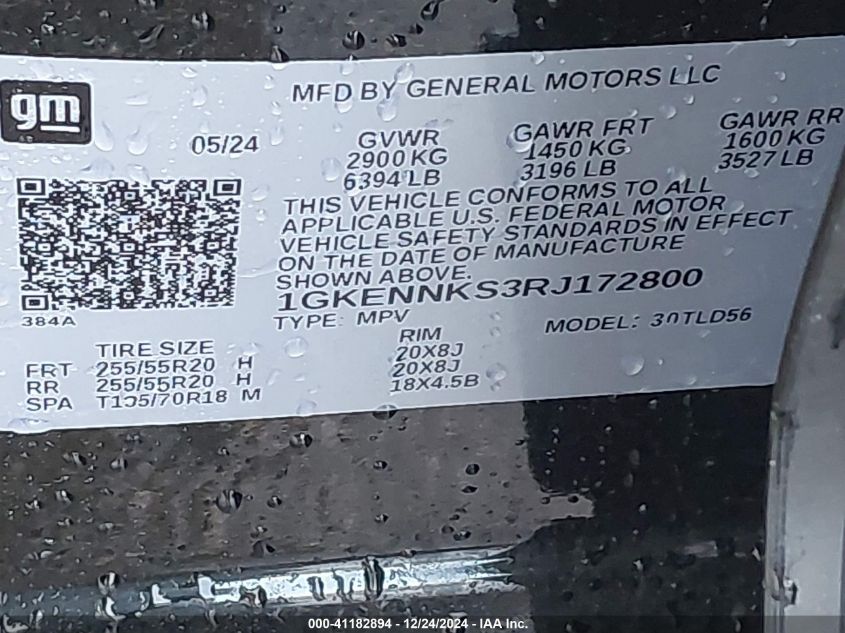 gm
MFD BY GENERAL MOTORS LLC
05/24
GVWR
2900 KG
6394 LB
GAWR FRT
1450 KG
3196 LB
GAWR RR
1600 KG
3527 LB
THIS VEHICLE CONFORMS TO ALL
APPLICABLE U.S. FEDERAL MOTOR
VEHICLE SAFETY STANDARDS IN EFFECT
ON THE DATE OF MANUFACTURE
SHOWN ABOVE.
1GKENNKS3RJ172800
384A
TYPE: MPV
MODEL: 30TLD56
TIRE SIZE
RIM
FRT 255/55R20 H 20X8J
RR 255/55R20 H 20X8J
SPA T135/70R18 M 18X4.5B
000-41182894 - 12/24/2024 - IAA Inc.